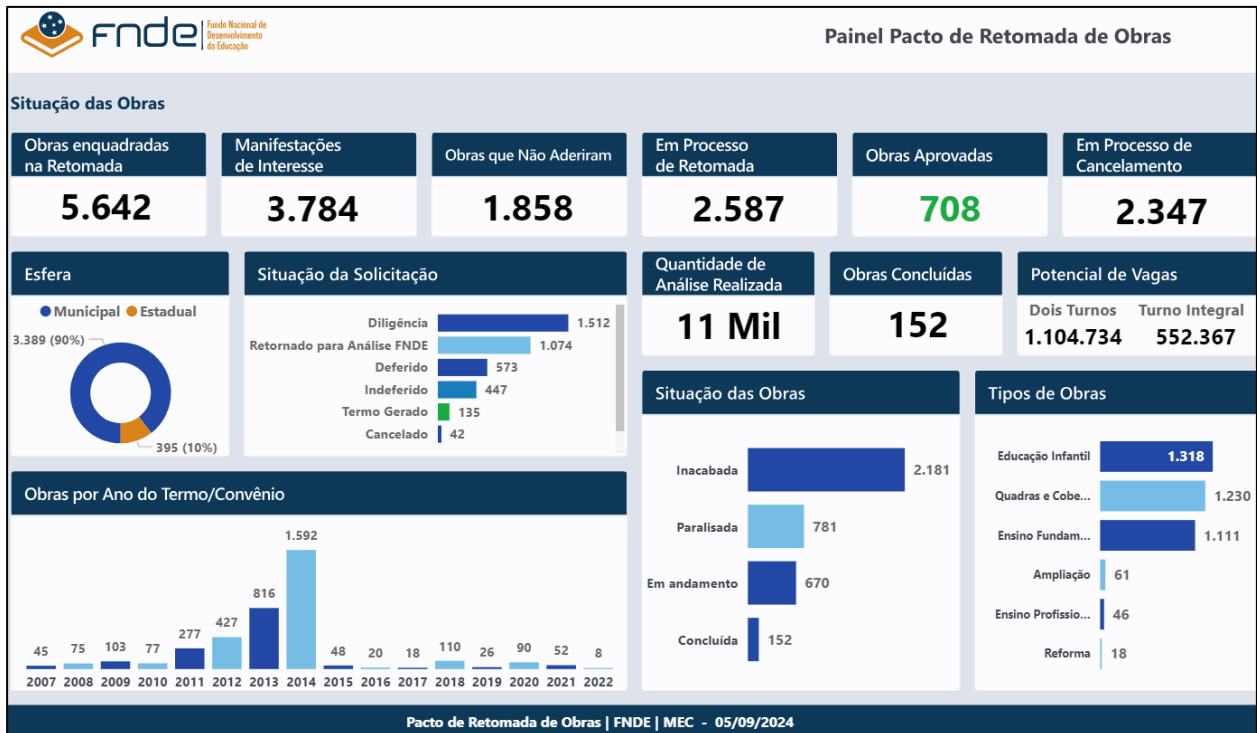 fnde
Fundo Nacional de
Desenvolvimento
da Educação
Painel Pacto de Retomada de Obras
Situação das Obras
Obras enquadradas
na Retomada
5.642
Manifestações
de Interesse
3.784
Obras que Não Aderiram
1.858
Em Processo
de Retomada
2.587
Obras Aprovadas
708
Em Processo de
Cancelamento
2.347
Esfera
Municipal Estadual
3.389 (90%)
395 (10%)
Situação da Solicitação
Diligência 1.512
Retornado para Análise FNDE 1.074
Deferido 573
Indeferido 447
Termo Gerado 135
Cancelado 42
Quantidade de
Análise Realizada
11 Mil
Obras Concluídas
152
Potencial de Vagas
Dois Turnos Turno Integral
1.104.734 552.367
Obras por Ano do Termo/Convênio
45 75 103 77 277 427 816 1.592 48 20 18 110 26 90 52 8
2007 2008 2009 2010 2011 2012 2013 2014 2015 2016 2017 2018 2019 2020 2021 2022
Situação das Obras
Inacabada 2.181
Paralisada 781
Em andamento 670
Concluída 152
Tipos de Obras
Educação Infantil 1.318
Quadras e Cobe... 1.230
Ensino Fundam... 1.111
Ampliação 61
Ensino Profissio... 46
Reforma 18
Pacto de Retomada de Obras | FNDE | MEC - 05/09/2024